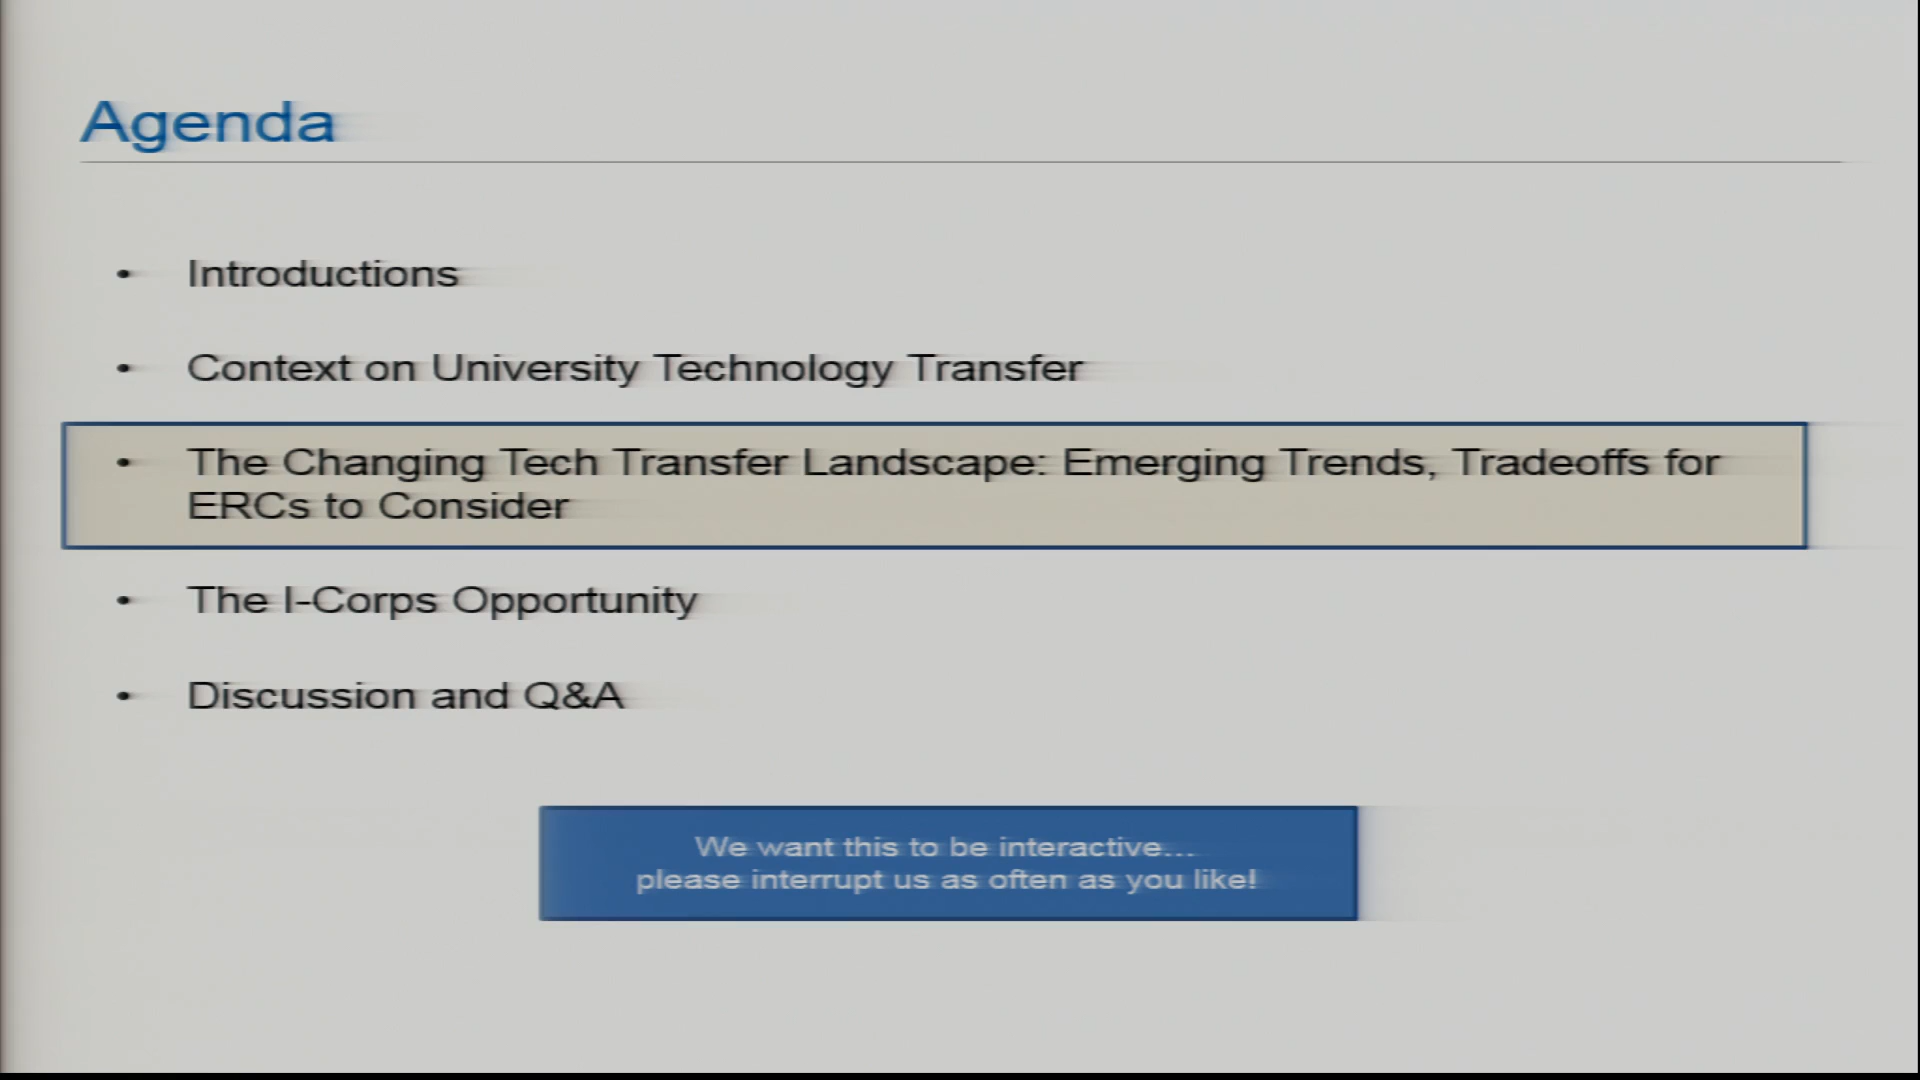 Agenda
• Introductions
• Context on University Technology Transfer
• The Changing Tech Transfer Landscape: Emerging Trends, Tradeoffs for
ERCs to Consider
• The I-Corps Opportunity
• Discussion and Q&A
We want this to be interactive...
please interrupt us as often as you like!